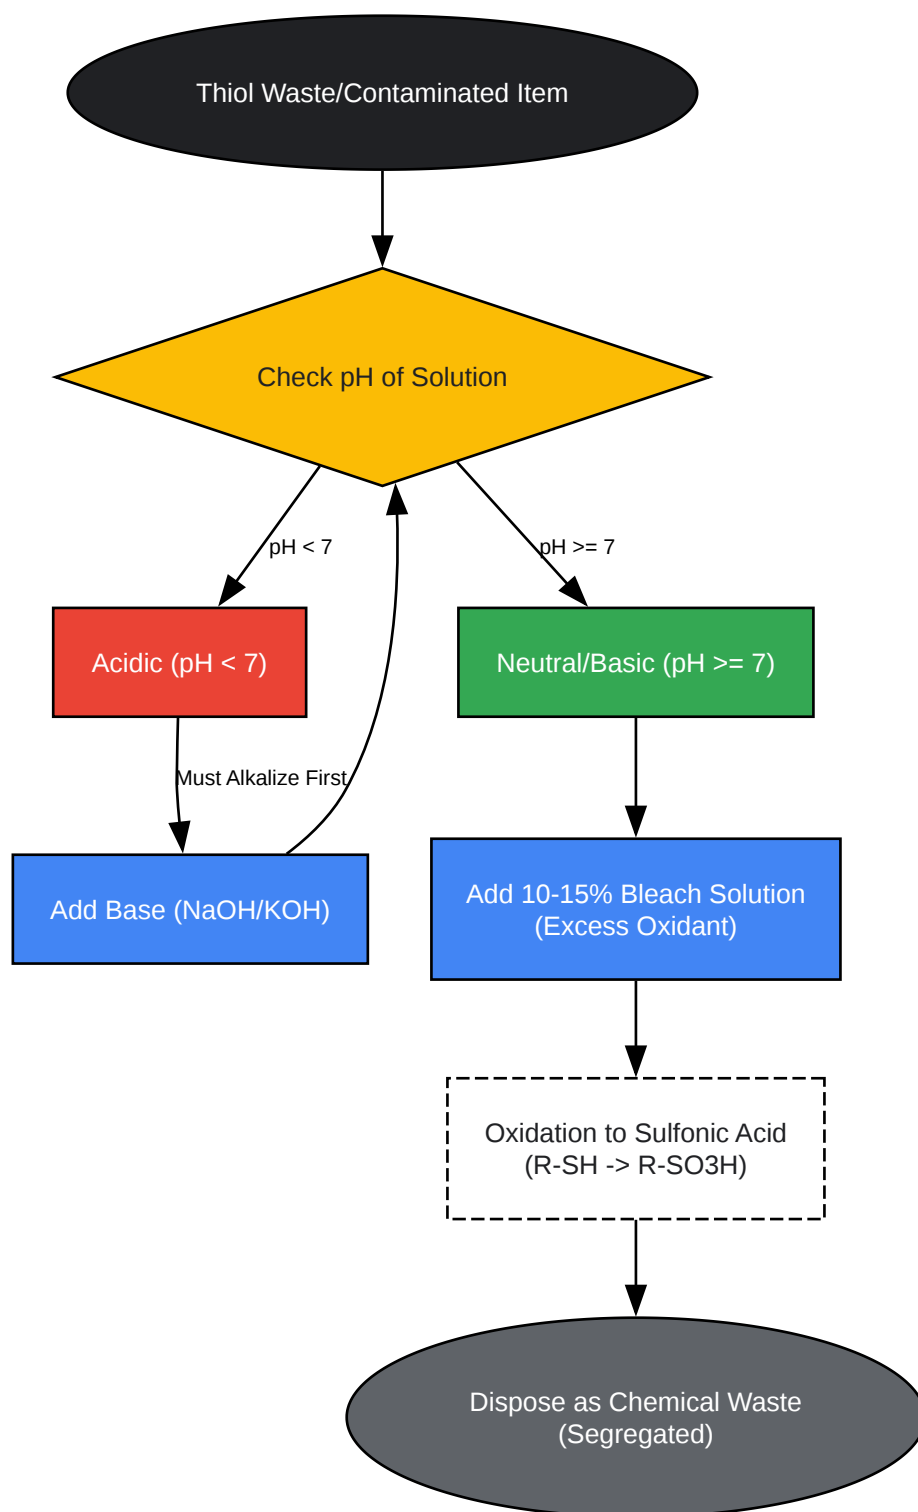 Thiol Waste/Contaminated Item
Check pH of Solution
pH < 7
pH >= 7
Acidic (pH < 7)
Neutral/Basic (pH >= 7)
Must Alkalize First
Add Base (NaOH/KOH)
Add 10-15% Bleach Solution
(Excess Oxidant)
Oxidation to Sulfonic Acid
(R-SH -> R-SO3H)
Dispose as Chemical Waste
(Segregated)